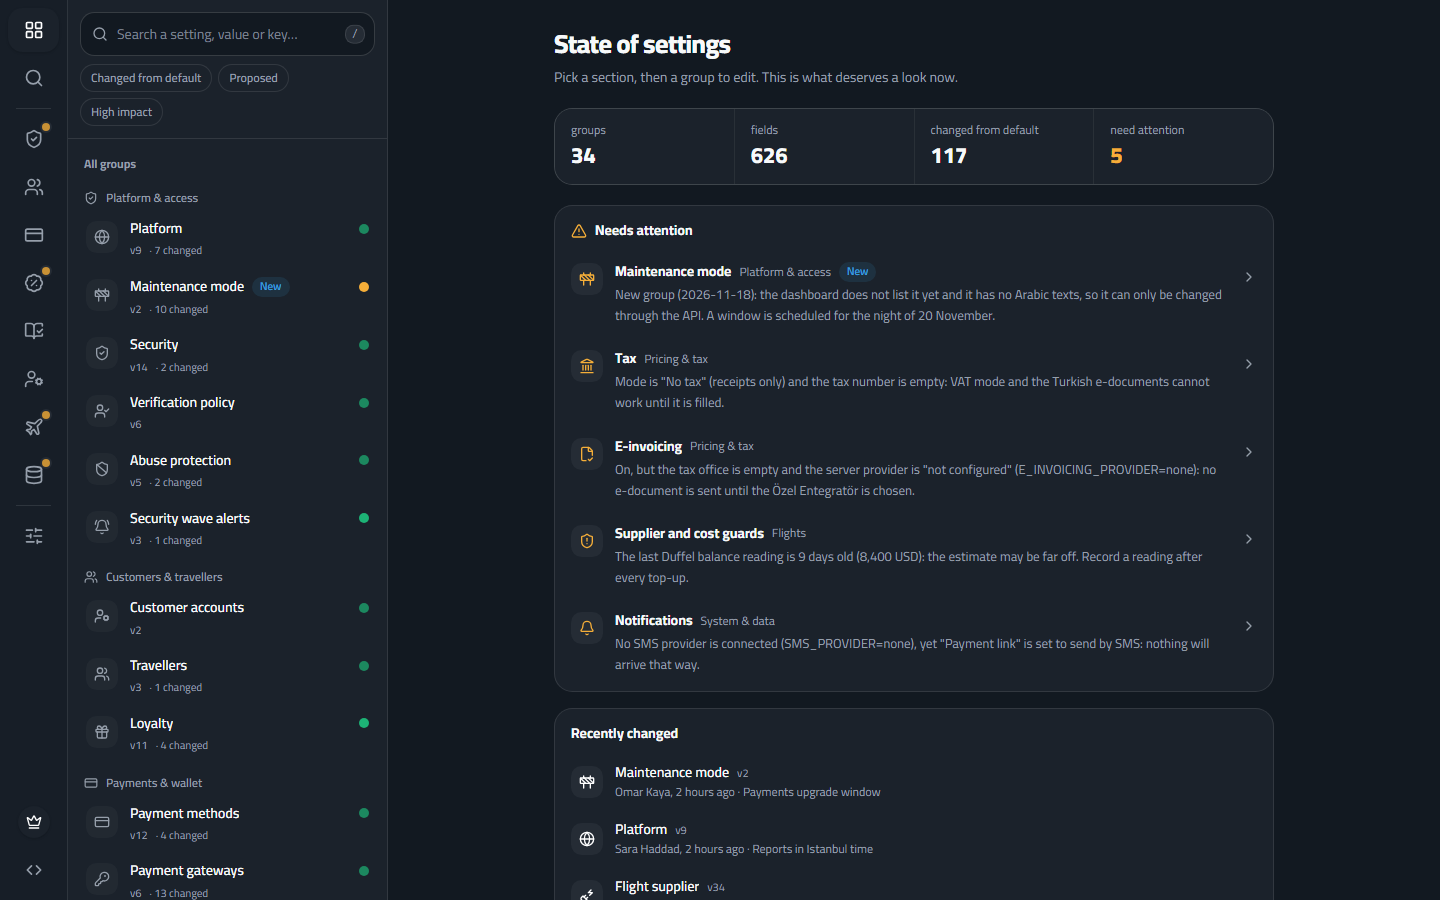 Search a setting, value or key...
/
Changed from default
Proposed
High impact
All groups
Platform & access
Platform
v9 · 7 changed
Maintenance mode New
v2 · 10 changed
Security
v14 · 2 changed
Verification policy
v6
Abuse protection
v5 · 2 changed
Security wave alerts
v3 · 1 changed
Customers & travellers
Customer accounts
v2
Travellers
v3 · 1 changed
Loyalty
v11 · 4 changed
Payments & wallet
Payment methods
v12 · 4 changed
Payment gateways
v6 · 13 changed
State of settings
Pick a section, then a group to edit. This is what deserves a look now.
groups
34
fields
626
changed from default
117
need attention
5
Needs attention
Maintenance mode Platform & access New
New group (2026-11-18): the dashboard does not list it yet and it has no Arabic texts, so it can only be changed
through the API. A window is scheduled for the night of 20 November.
Tax Pricing & tax
Mode is "No tax" (receipts only) and the tax number is empty: VAT mode and the Turkish e-documents cannot
work until it is filled.
E-invoicing Pricing & tax
On, but the tax office is empty and the server provider is "not configured" (E_INVOICING_PROVIDER=none): no
e-document is sent until the Özel Entegratör is chosen.
Supplier and cost guards Flights
The last Duffel balance reading is 9 days old (8,400 USD): the estimate may be far off. Record a reading after
every top-up.
Notifications System & data
No SMS provider is connected (SMS_PROVIDER=none), yet "Payment link" is set to send by SMS: nothing will
arrive that way.
Recently changed
Maintenance mode v2
Omar Kaya, 2 hours ago · Payments upgrade window
Platform v9
Sara Haddad, 2 hours ago · Reports in Istanbul time
Flight supplier v34